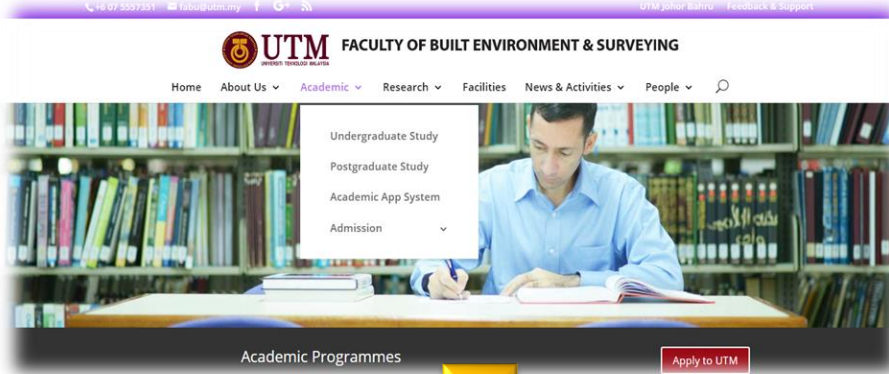 +6 07 5557351 fabu@utm.my f G+ UTM Johor Bahru Feedback & Support
UTM FACULTY OF BUILT ENVIRONMENT & SURVEYING
UNIVERSITI TEKNOLOGI MALAYSIA
Home About Us Academic Research Facilities News & Activities People
Undergraduate Study
Postgraduate Study
Academic App System
Admission
Academic Programmes Apply to UTM